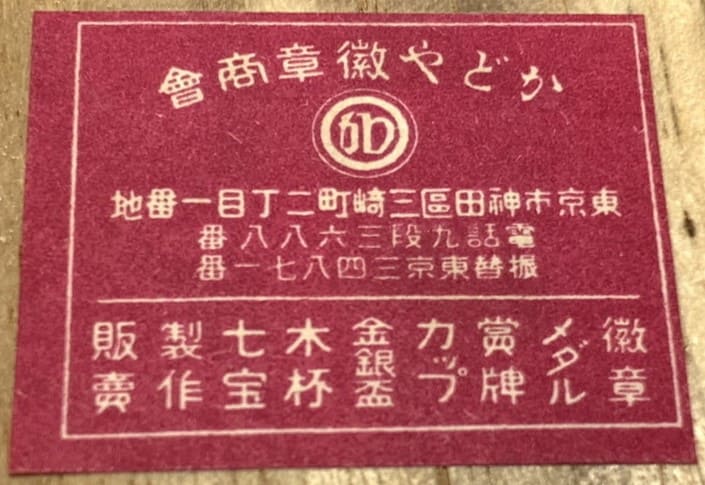 かどや徽章商會
東京市神田區三崎町二丁目一番地
電話九段三六八八番
振替東京三四八七一番
徽章
メダル
賞牌
カップ
金銀盃
木杯
七宝
製作
販賣